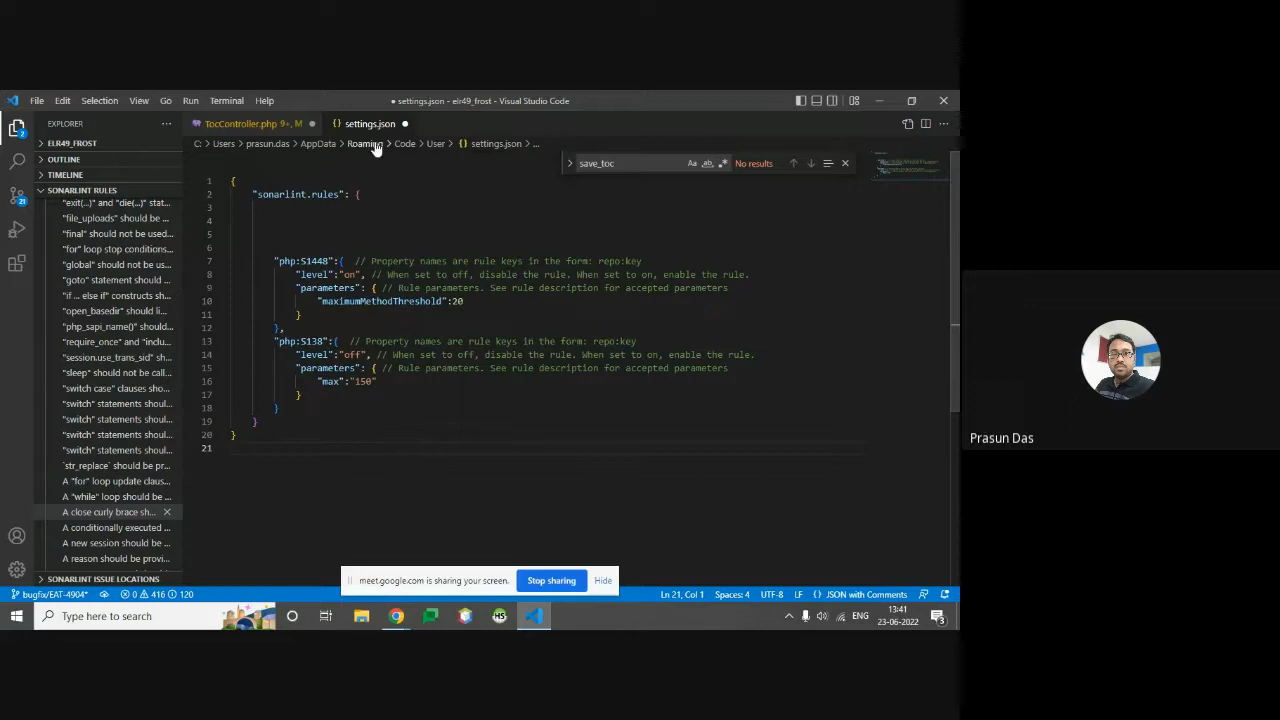 File Edit Selection View Go Run Terminal Help
● settings.json - elr49_frost - Visual Studio Code
EXPLORER ...
TocController.php 9+, M
{} settings.json
C: > Users > prasun.das > AppData > Roaming > Code > User > {} settings.json > ...
save_toc
Aa ab
No results
2
21
ELR49_FROST
OUTLINE
TIMELINE
SONARLINT RULES
"exit(...)" and "die(...)" stat...
"file_uploads" should be ...
"final" should not be used...
"for" loop stop conditions...
"global" should not be us...
"goto" statement should ...
"if ... else if" constructs sh...
"open_basedir" should lim...
"php_sapi_name()" should...
"require_once" and "indu...
"session.use_trans_sid" sh...
"sleep" should not be call...
"switch case" clauses sho...
"switch" statements shoul...
"switch" statements shoul...
"switch" statements shoul...
"switch" statements shoul...
`str_replace` should be pr...
A "for" loop update claus...
A "while" loop should be ...
A close curly brace sh...
A conditionally executed ...
A new session should be ...
A reason should be provi...
SONARLINT ISSUE LOCATIONS
1 {
2 "sonarlint.rules": {
3
4
5
6
7 "php:S1448":{ // Property names are rule keys in the form: repo:key
8 "level":"on", // When set to off, disable the rule. When set to on, enable the rule.
9 "parameters": { // Rule parameters. See rule description for accepted parameters
10 "maximumMethodThreshold":20
11 }
12 },
13 "php:S138":{ // Property names are rule keys in the form: repo:key
14 "level":"off", // When set to off, disable the rule. When set to on, enable the rule.
15 "parameters": { // Rule parameters. See rule description for accepted parameters
16 "max":"150"
17 }
18 }
19 }
20 }
21
Prasun Das
meet.google.com is sharing your screen. Stop sharing Hide
bugfix/EAT-4904* 0 416 120
Ln 21, Col 1 Spaces: 4 UTF-8 LF {} JSON with Comments
Type here to search
HS
ENG
13:41
23-06-2022
3